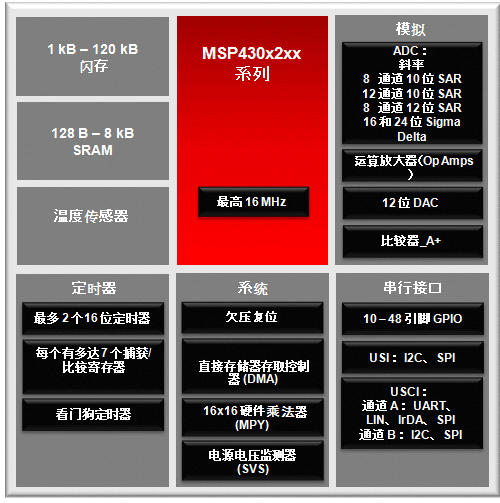 1 kB – 120 kB
闪存
128 B – 8 kB
SRAM
温度传感器
MSP430x2xx
系列
最高 16 MHz
模拟
ADC：
斜率
8 通道 10 位 SAR
12 通道 10 位 SAR
8 通道 12 位 SAR
16 和 24 位 Sigma
Delta
运算放大器（Op Amps
）
12 位 DAC
比较器_A+
定时器
最多 2 个 16 位定时器
每个有多达 7 个捕获/
比较寄存器
看门狗定时器
系统
欠压复位
直接存储器存取控制
器 (DMA)
16x16 硬件乘法器
(MPY)
电源电压监测器
(SVS)
串行接口
10 – 48 引脚 GPIO
USI：I2C、SPI
USCI：
通道 A：UART、
LIN、IrDA、SPI
通道 B：I2C、SPI